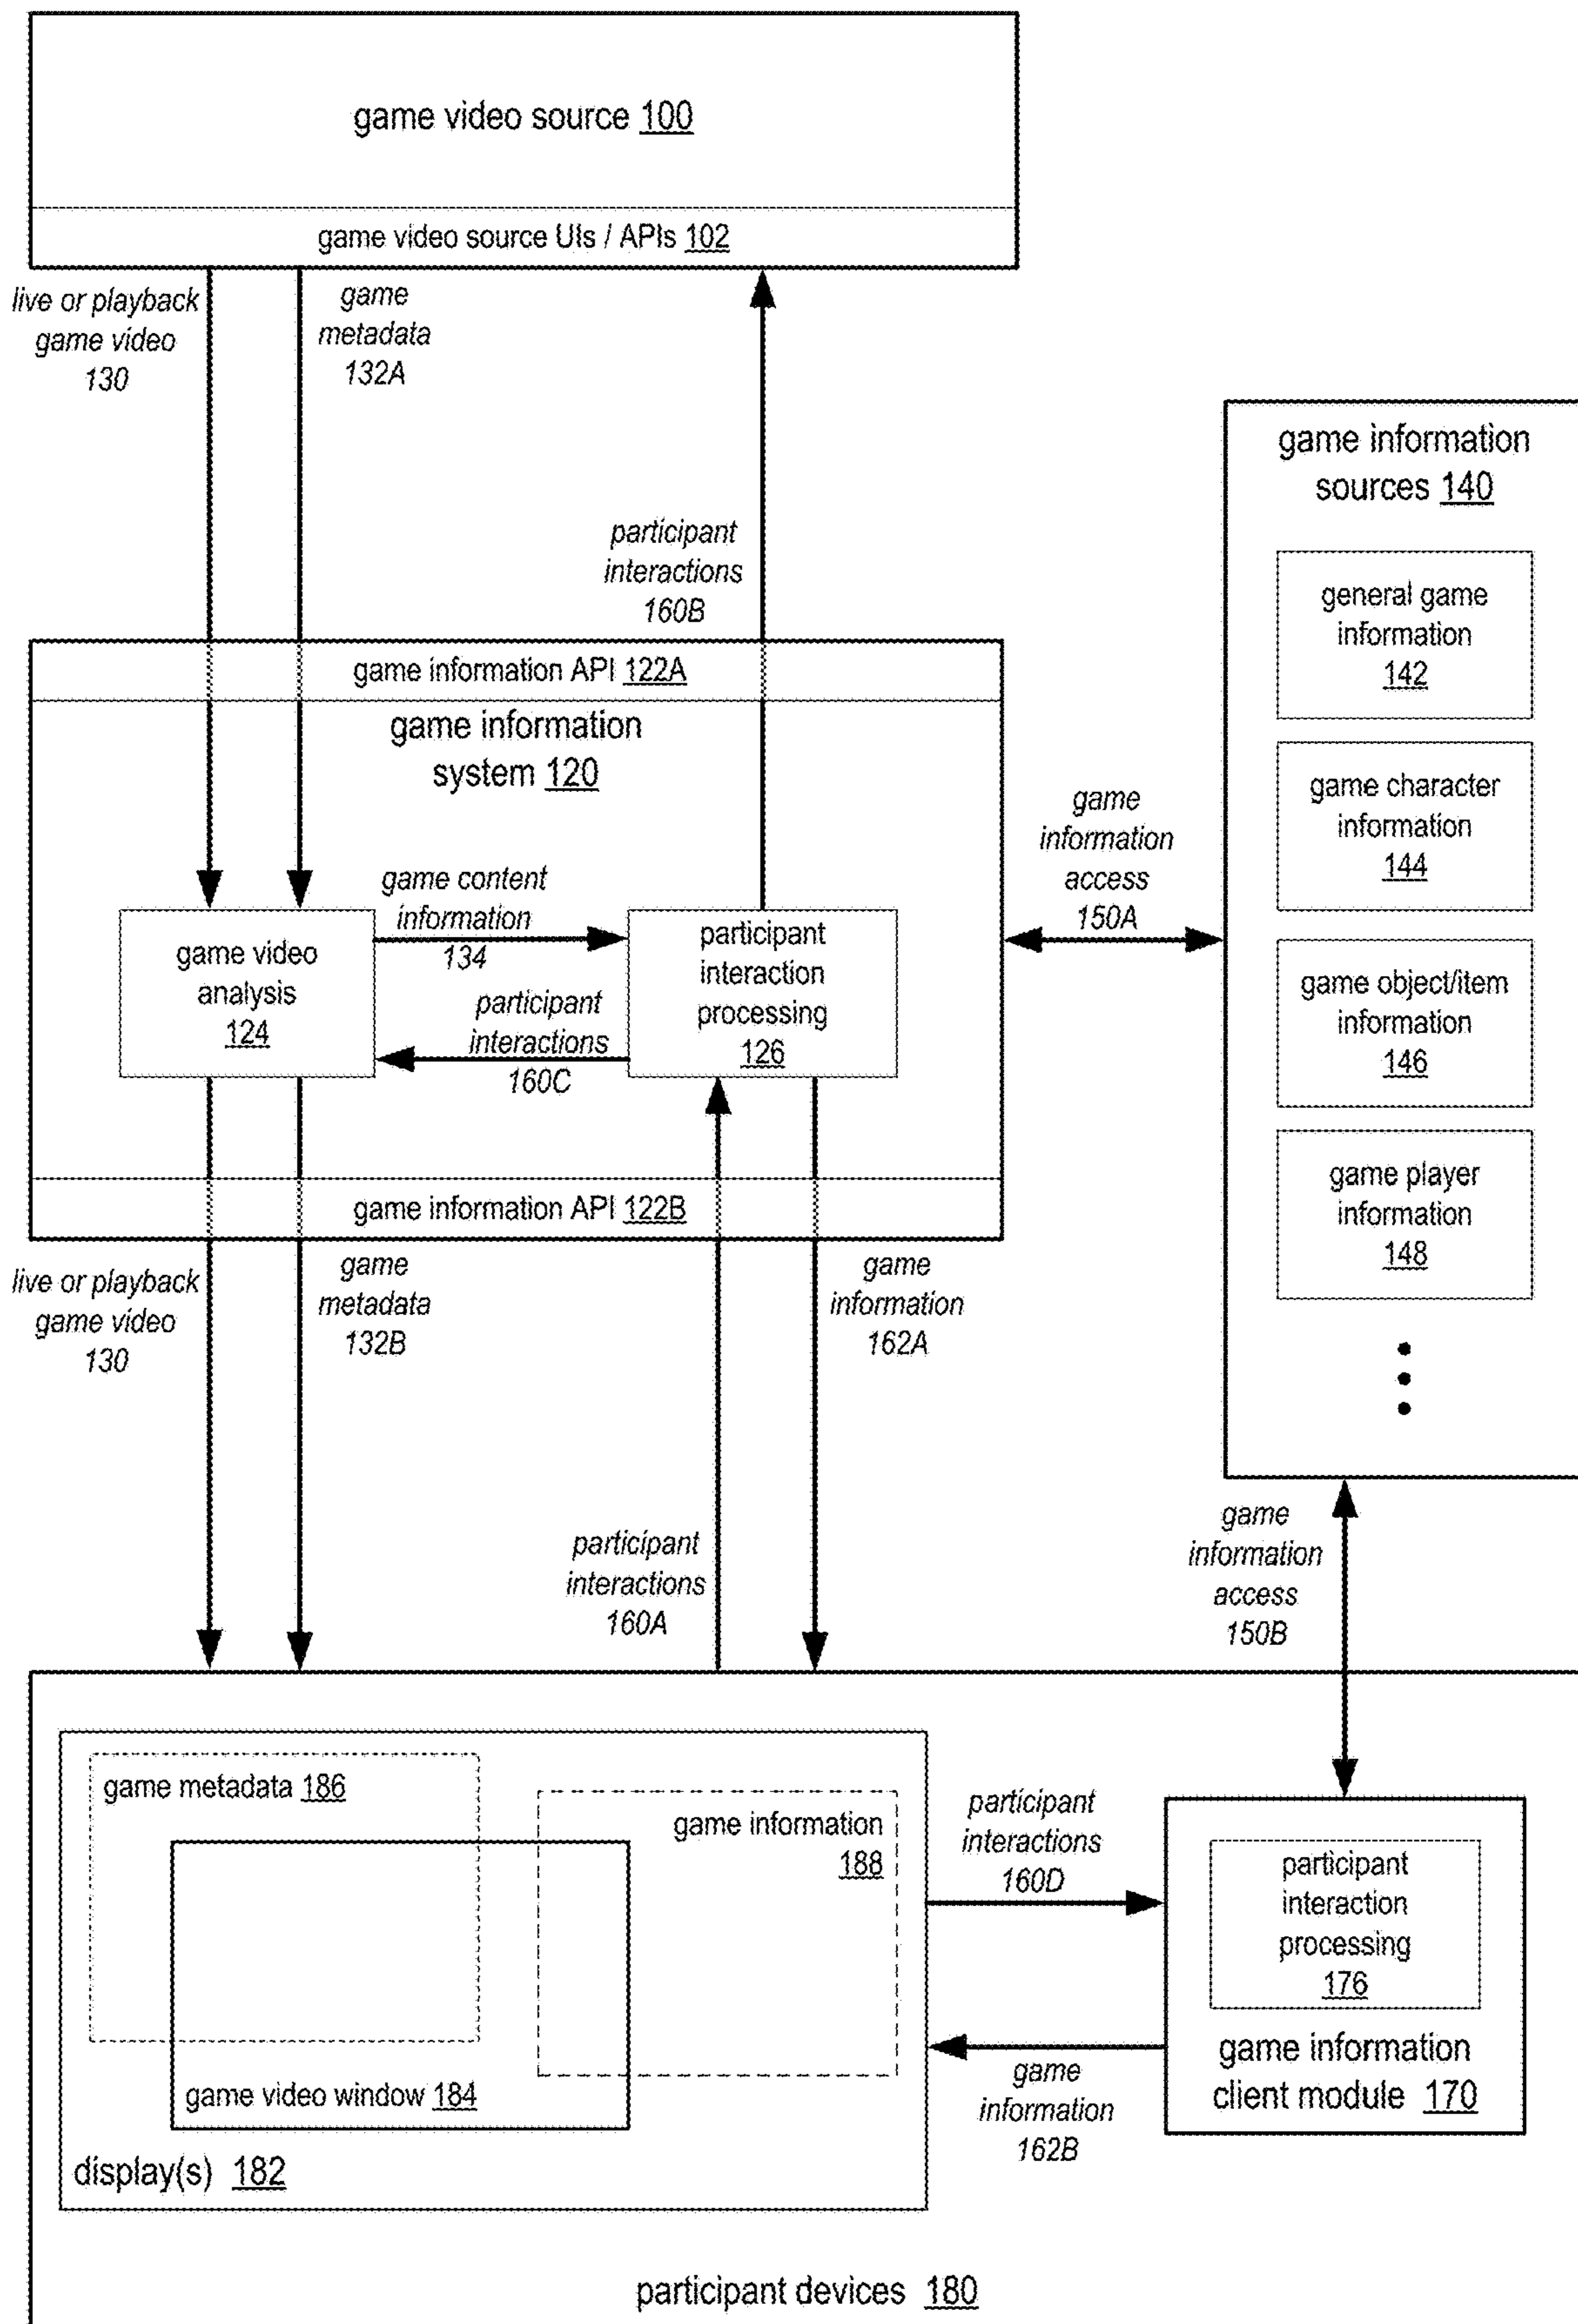 game video source 100
game video source UIs / APIs 102
live or playback
game video
130
game
metadata
132A
participant
interactions
160B
game information
sources 140
general game
information
142
game character
information
144
game object/item
information
146
game player
information
148
game information API 122A
game information
system 120
game
information
access
150A
game content
information
134
game video
analysis
124
participant
interaction
processing
126
participant
interactions
160C
game information API 122B
live or playback
game video
130
game
metadata
132B
game
information
162A
participant
interactions
160A
game
information
access
150B
game metadata 186
game information
188
game video window 184
display(s) 182
participant
interactions
160D
participant
interaction
processing
176
game information
client module 170
game
information
162B
participant devices 180